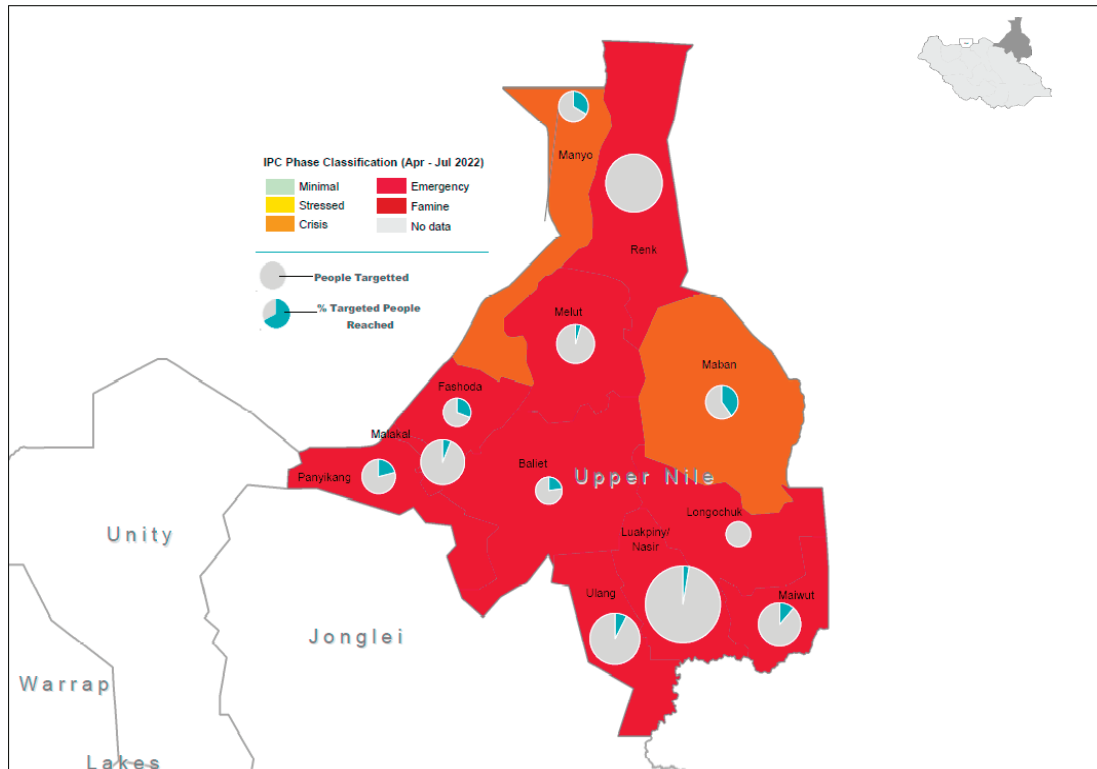 Manyo
IPC Phase Classification (Apr - Jul 2022)
Minimal
Emergency
Stressed
Famine
Crisis
No data
People Targetted
% Targeted People
Reached
Renk
Melut
Maban
Fashoda
Malakal
Panyikang
Baliet
Upper Nile
Longochuk
Luakpiny/
Nasir
Unity
Ulang
Maiwut
Jonglei
Warrap
Lakes